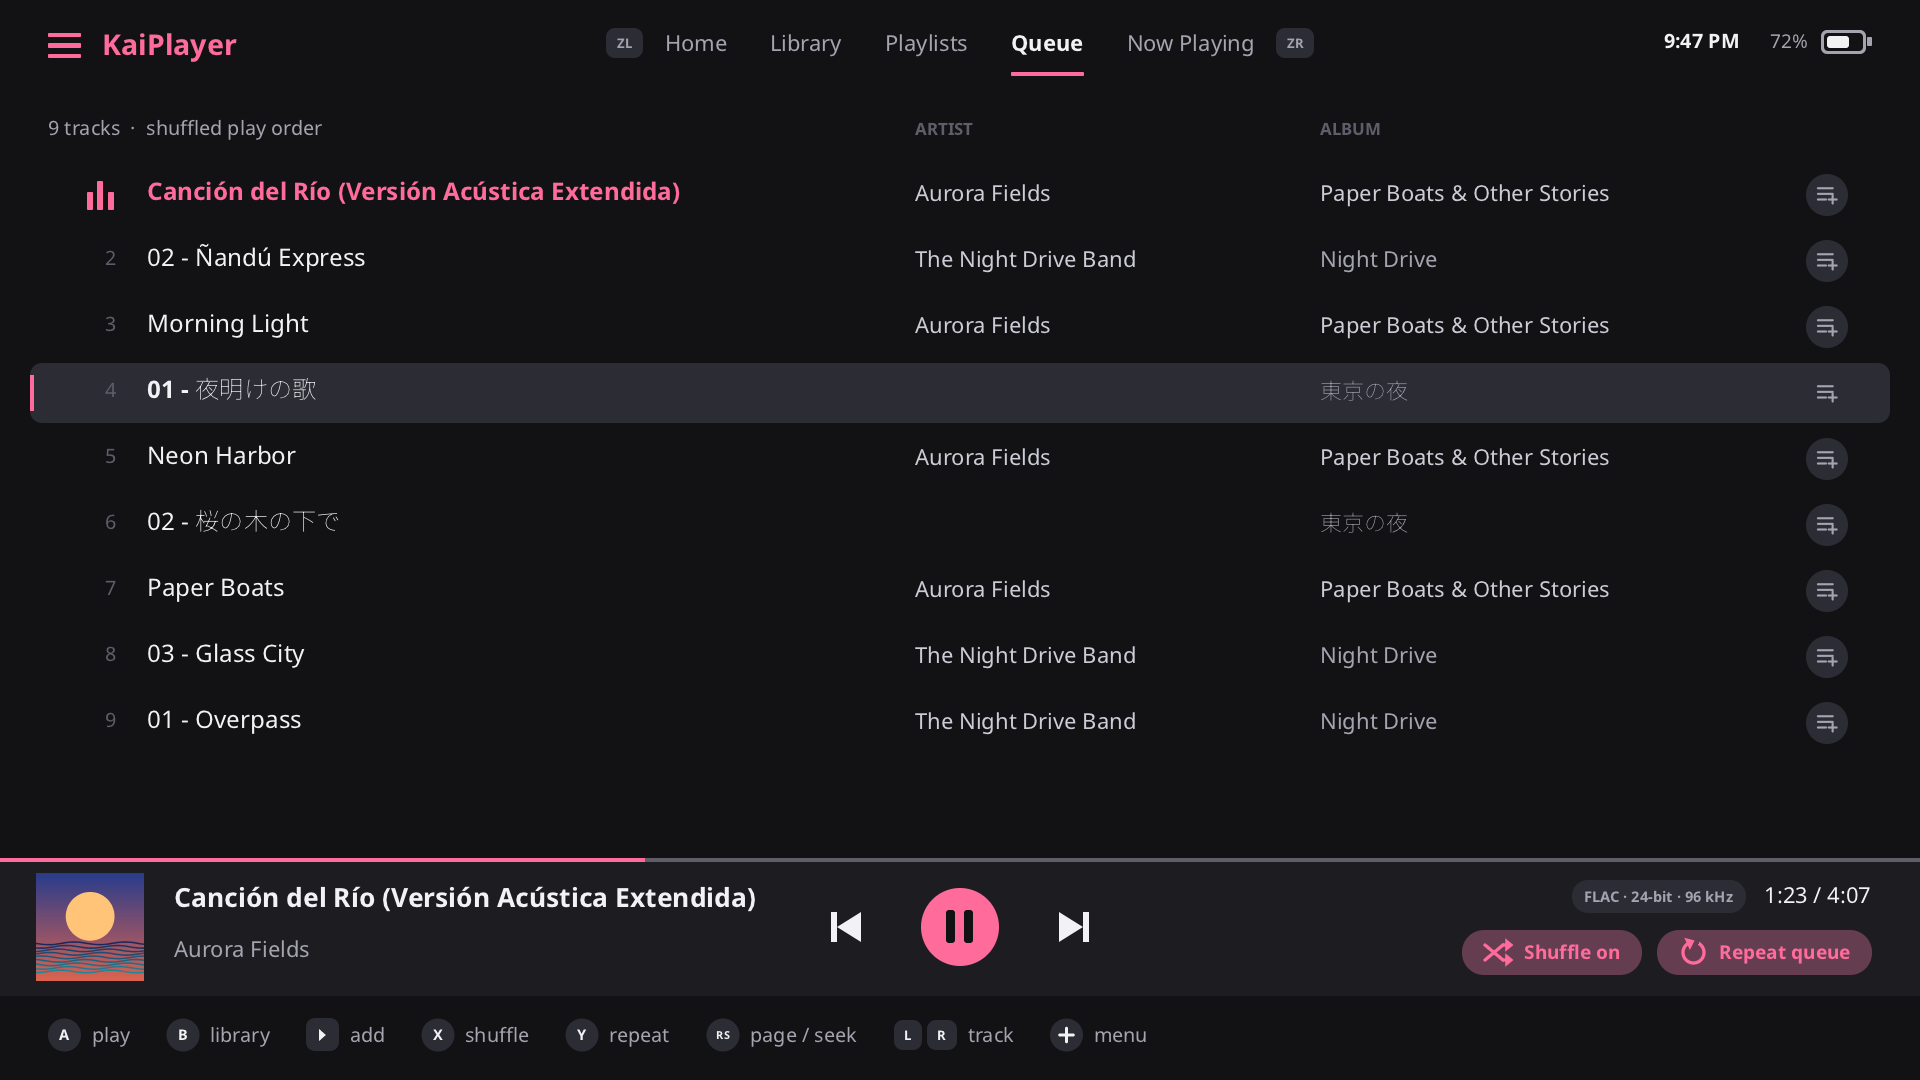 KaiPlayer
ZL Home Library Playlists Queue Now Playing ZR
9:47 PM 72%
9 tracks · shuffled play order ARTIST ALBUM
Canción del Río (Versión Acústica Extendida) Aurora Fields Paper Boats & Other Stories
2 02 - Ñandú Express The Night Drive Band Night Drive
3 Morning Light Aurora Fields Paper Boats & Other Stories
4 01 - 夜明けの歌 東京の夜
5 Neon Harbor Aurora Fields Paper Boats & Other Stories
6 02 - 桜の木の下で 東京の夜
7 Paper Boats Aurora Fields Paper Boats & Other Stories
8 03 - Glass City The Night Drive Band Night Drive
9 01 - Overpass The Night Drive Band Night Drive
Canción del Río (Versión Acústica Extendida)
Aurora Fields
FLAC · 24-bit · 96 kHz 1:23 / 4:07
Shuffle on Repeat queue
A play B library add X shuffle Y repeat RS page / seek L R track menu